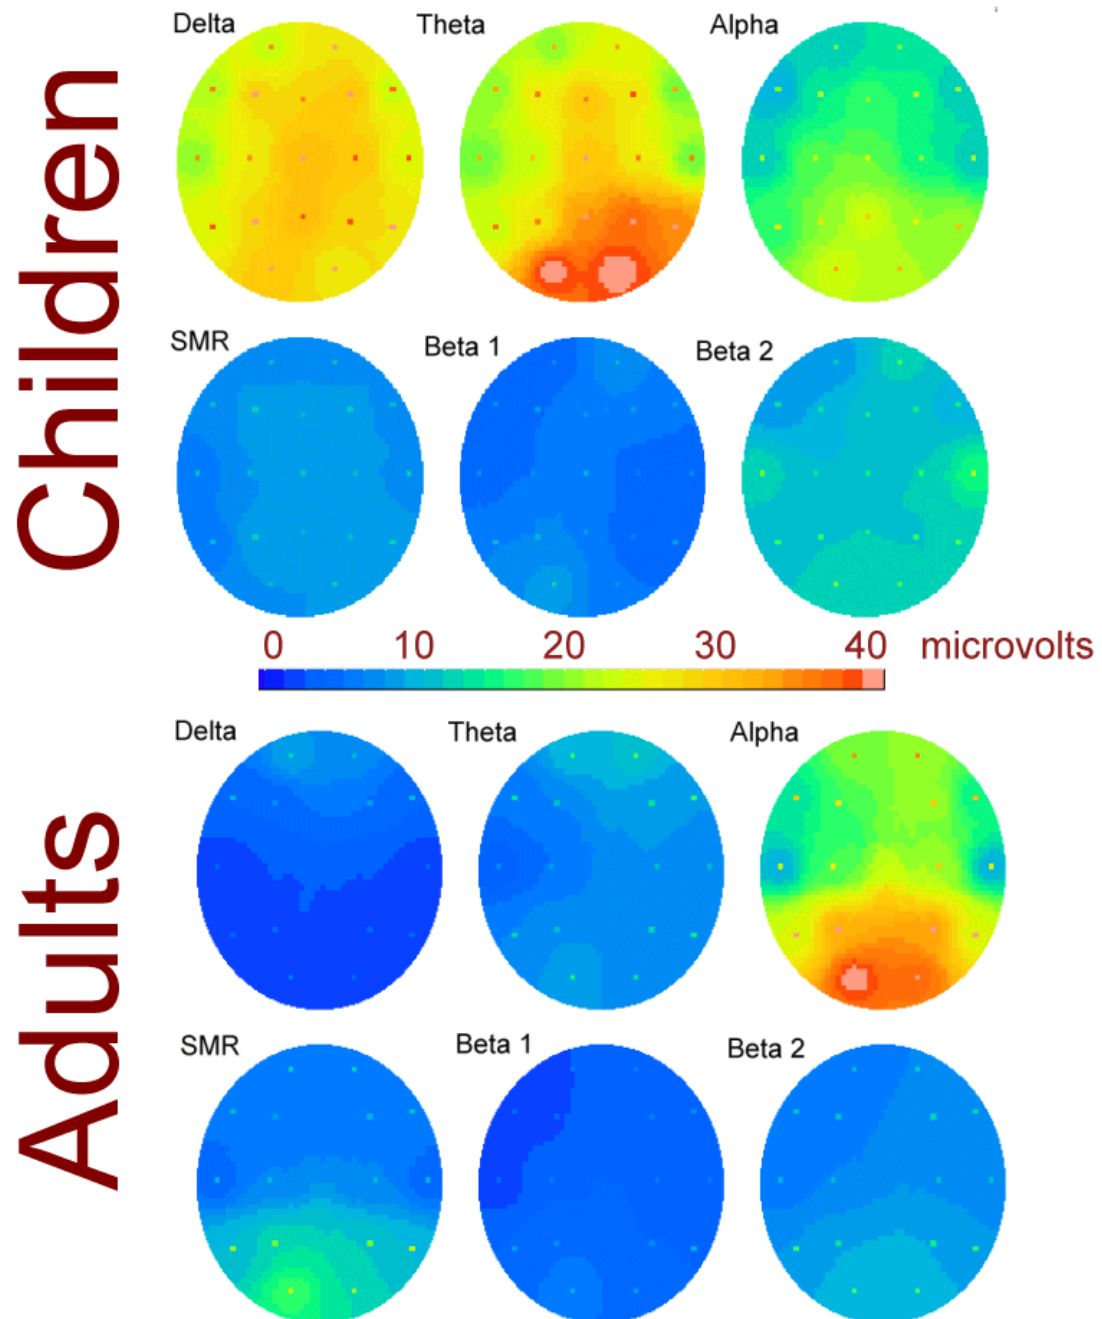 Children
Delta
Theta
Alpha
SMR
Beta 1
Beta 2
0 10 20 30 40 microvolts
Adults
Delta
Theta
Alpha
SMR
Beta 1
Beta 2